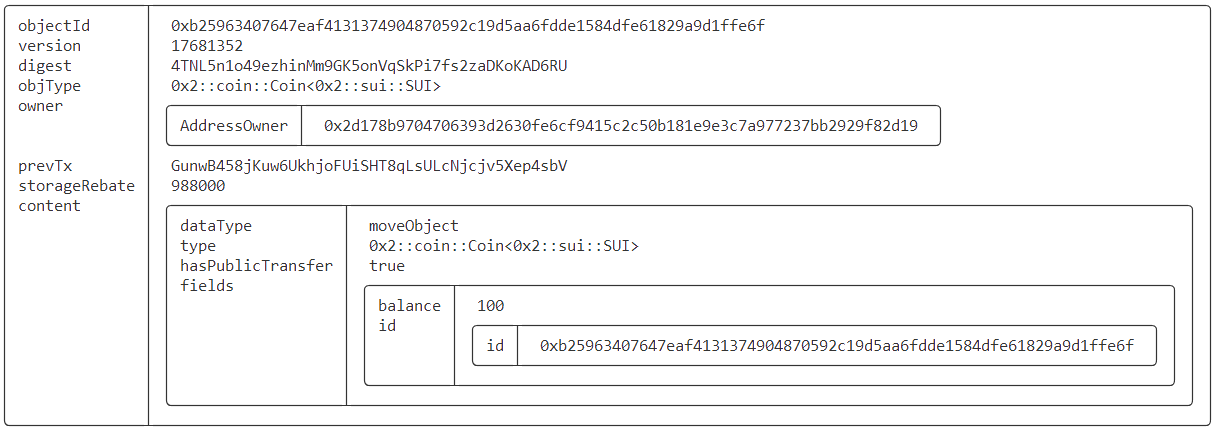 objectId 0xb25963407647eaf4131374904870592c19d5aa6fdde1584dfe61829a9d1ffe6f
version 17681352
digest 4TNL5n1o49ezhinMm9GK5onVqSkPi7fs2zaDKoKAD6RU
objType 0x2::coin::Coin<0x2::sui::SUI>
owner
AddressOwner 0x2d178b9704706393d2630fe6cf9415c2c50b181e9e3c7a977237bb2929f82d19
prevTx GunwB458jKuw6UkhjoFUiSHT8qLsULcNjcjv5Xep4sbV
storageRebate 988000
content
dataType moveObject
type 0x2::coin::Coin<0x2::sui::SUI>
hasPublicTransfer true
fields
balance 100
id
id 0xb25963407647eaf4131374904870592c19d5aa6fdde1584dfe61829a9d1ffe6f